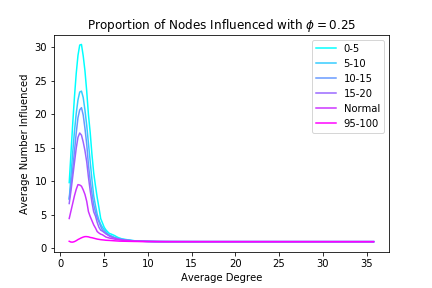 Proportion of Nodes Influenced with ϕ = 0.25
Average Number Influenced
30
25
20
15
10
5
0
0-5
5-10
10-15
15-20
Normal
95-100
0 5 10 15 20 25 30 35
Average Degree